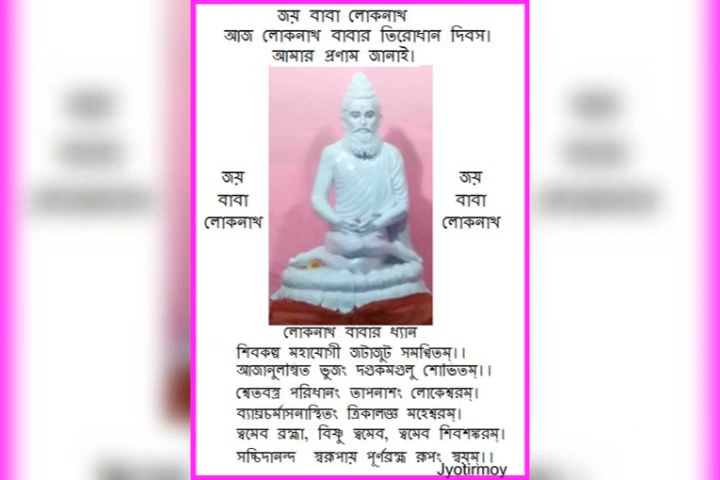 জয় বাবা লোকনাথ
আজ লোকনাথ বাবার তিরোধান দিবস।
আমার প্রণাম জানাই।
জয়
বাবা
লোকনাথ
জয়
বাবা
লোকনাথ
লোকনাথ বাবার ধ্যান
শিবকল্প মহাযোগী জটাজুট সমন্বিতম্।।
আজানুলম্বিত ভুজং দণ্ডকমণ্ডলু শোভিতম্।।
শ্বেতবস্ত্র পরিধানং তাপনাশং লোকেশ্বরম্।
ব্যাঘ্রচর্মাসনাস্থিতং ত্রিকালজ্ঞ মহেশ্বরম্।
ত্বমেব ব্রহ্মা, বিষ্ণু ত্বমেব, ত্বমেব শিবশঙ্করম্।
সচ্চিদানন্দ স্বরূপায় পূর্ণব্রহ্ম রূপং স্বয়ম্।।
Jyotirmoy